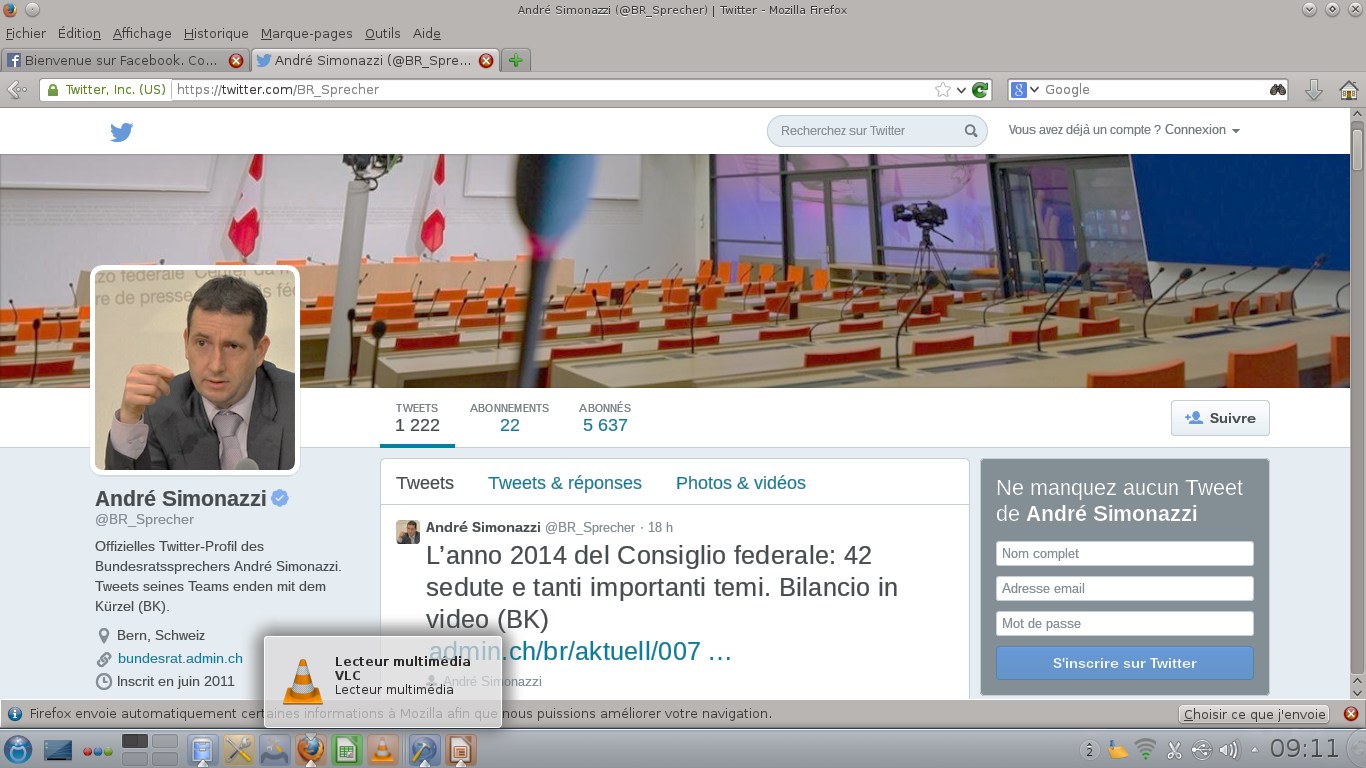 André Simonazzi (@BR_Sprecher) | Twitter - Mozilla Firefox
Fichier Édition Affichage Historique Marque-pages Outils Aide
Bienvenue sur Facebook. Co...
André Simonazzi (@BR_Spre...
Twitter, Inc. (US) https://twitter.com/BR_Sprecher
Google
Recherchez sur Twitter
Vous avez déjà un compte ? Connexion
TWEETS
1 222
ABONNEMENTS
22
ABONNÉS
5 637
Suivre
André Simonazzi
@BR_Sprecher
Offizielles Twitter-Profil des
Bundesratssprechers André Simonazzi.
Tweets seines Teams enden mit dem
Kürzel (BK).
Bern, Schweiz
bundesrat.admin.ch
Inscrit en juin 2011
Tweets Tweets & réponses Photos & vidéos
André Simonazzi @BR_Sprecher · 18 h
L’anno 2014 del Consiglio federale: 42
sedute e tanti importanti temi. Bilancio in
video (BK)
admin.ch/br/aktuell/007 …
André Simonazzi
Ne manquez aucun Tweet
de André Simonazzi
Nom complet
Adresse email
Mot de passe
S'inscrire sur Twitter
Lecteur multimédia
VLC
Lecteur multimédia
Firefox envoie automatiquement certaines informations à Mozilla afin que nous puissions améliorer votre navigation.
Choisir ce que j'envoie
2
09:11